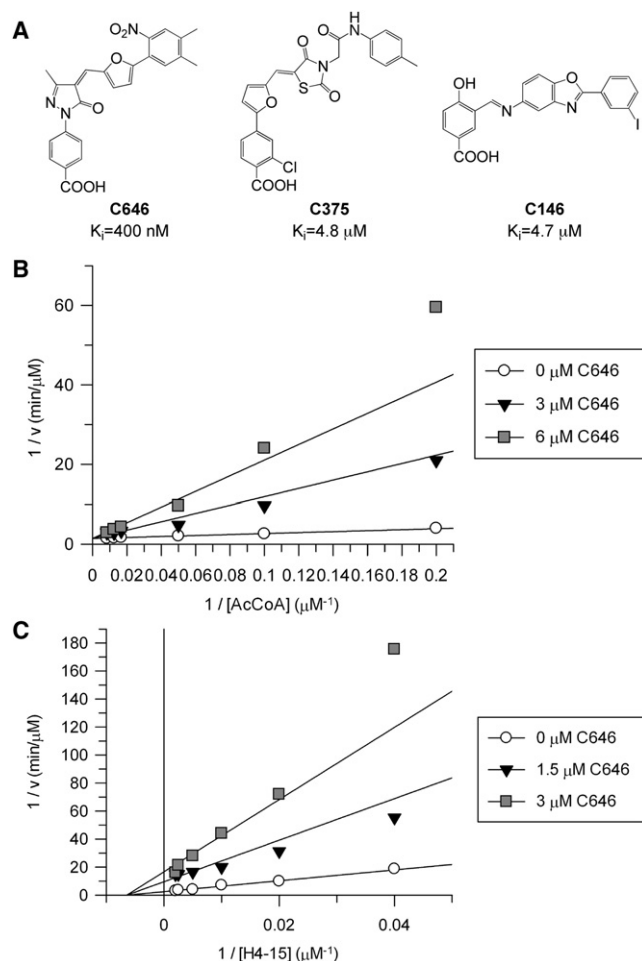 A
NO₂
O
CH₃
N
N
O
COOH
C646
Kᵢ=400 nM
O
N
H
O
N
S
O
O
Cl
COOH
C375
Kᵢ=4.8 µM
OH
N
O
N
I
COOH
C146
Kᵢ=4.7 µM
B
1 / v (min/µM)
60
40
20
0
0 0.02 0.04 0.06 0.08 0.1 0.12 0.14 0.16 0.18 0.2
1 / [AcCoA] (µM⁻¹)
0 µM C646
3 µM C646
6 µM C646
C
1 / v (min/µM)
180
160
140
120
100
80
60
40
20
0
0 0.02 0.04
1 / [H4-15] (µM⁻¹)
0 µM C646
1.5 µM C646
3 µM C646